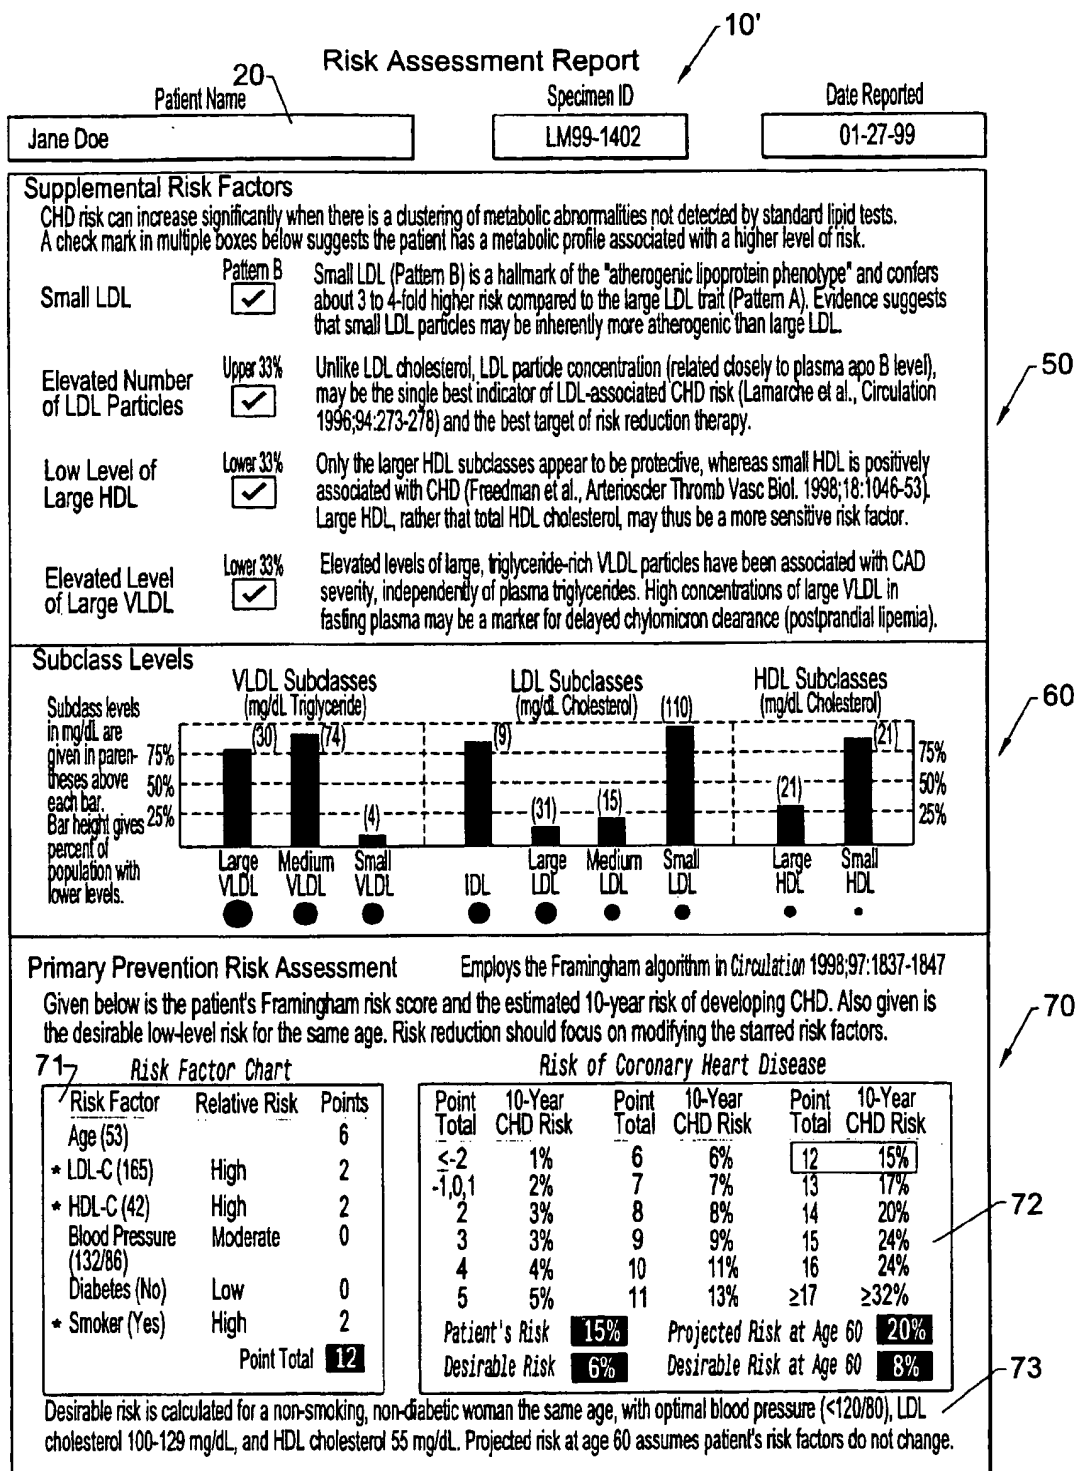 10'
Risk Assessment Report
20
Patient Name Specimen ID Date Reported
Jane Doe LM99-1402 01-27-99
Supplemental Risk Factors
CHD risk can increase significantly when there is a clustering of metabolic abnormalities not detected by standard lipid tests.
A check mark in multiple boxes below suggests the patient has a metabolic profile associated with a higher level of risk.
Small LDL
Pattern B
✓
Small LDL (Pattern B) is a hallmark of the "atherogenic lipoprotein phenotype" and confers
about 3 to 4-fold higher risk compared to the large LDL trait (Pattern A). Evidence suggests
that small LDL particles may be inherently more atherogenic than large LDL.
Elevated Number
of LDL Particles
Upper 33%
✓
Unlike LDL cholesterol, LDL particle concentration (related closely to plasma apo B level),
may be the single best indicator of LDL-associated CHD risk (Lamarche et al., Circulation
1996;94:273-278) and the best target of risk reduction therapy.
50
Low Level of
Large HDL
Lower 33%
✓
Only the larger HDL subclasses appear to be protective, whereas small HDL is positively
associated with CHD (Freedman et al., Arterioscler Thromb Vasc Biol. 1998;18:1046-53).
Large HDL, rather that total HDL cholesterol, may thus be a more sensitive risk factor.
Elevated Level
of Large VLDL
Lower 33%
✓
Elevated levels of large, triglyceride-rich VLDL particles have been associated with CAD
severity, independently of plasma triglycerides. High concentrations of large VLDL in
fasting plasma may be a marker for delayed chylomicron clearance (postprandial lipemia).
Subclass Levels
Subclass levels
in mg/dL are
given in paren-
theses above
each bar.
Bar height gives
percent of
population with
lower levels.
VLDL Subclasses LDL Subclasses HDL Subclasses
(mg/dL Triglyceride) (mg/dL Cholesterol) (mg/dL Cholesterol)
(30) (74) (4) (9) (31) (15) (110) (21) (21)
75% 75%
50% 50%
25% 25%
Large Medium Small Large Medium Small Large Small
VLDL VLDL VLDL IDL LDL LDL LDL HDL HDL
60
Primary Prevention Risk Assessment Employs the Framingham algorithm in Circulation 1998;97:1837-1847
Given below is the patient's Framingham risk score and the estimated 10-year risk of developing CHD. Also given is
the desirable low-level risk for the same age. Risk reduction should focus on modifying the starred risk factors.
70
71
Risk Factor Chart
Risk Factor Relative Risk Points
Age (53) 6
* LDL-C (165) High 2
* HDL-C (42) High 2
Blood Pressure Moderate 0
(132/86)
Diabetes (No) Low 0
* Smoker (Yes) High 2
Point Total 12
Risk of Coronary Heart Disease
Point 10-Year Point 10-Year Point 10-Year
Total CHD Risk Total CHD Risk Total CHD Risk
≤-2 1% 6 6% 12 15%
-1,0,1 2% 7 7% 13 17%
2 3% 8 8% 14 20%
3 3% 9 9% 15 24%
4 4% 10 11% 16 24%
5 5% 11 13% ≥17 ≥32%
Patient's Risk 15% Projected Risk at Age 60 20%
Desirable Risk 6% Desirable Risk at Age 60 8%
72
73
Desirable risk is calculated for a non-smoking, non-diabetic woman the same age, with optimal blood pressure (<120/80), LDL
cholesterol 100-129 mg/dL, and HDL cholesterol 55 mg/dL. Projected risk at age 60 assumes patient's risk factors do not change.